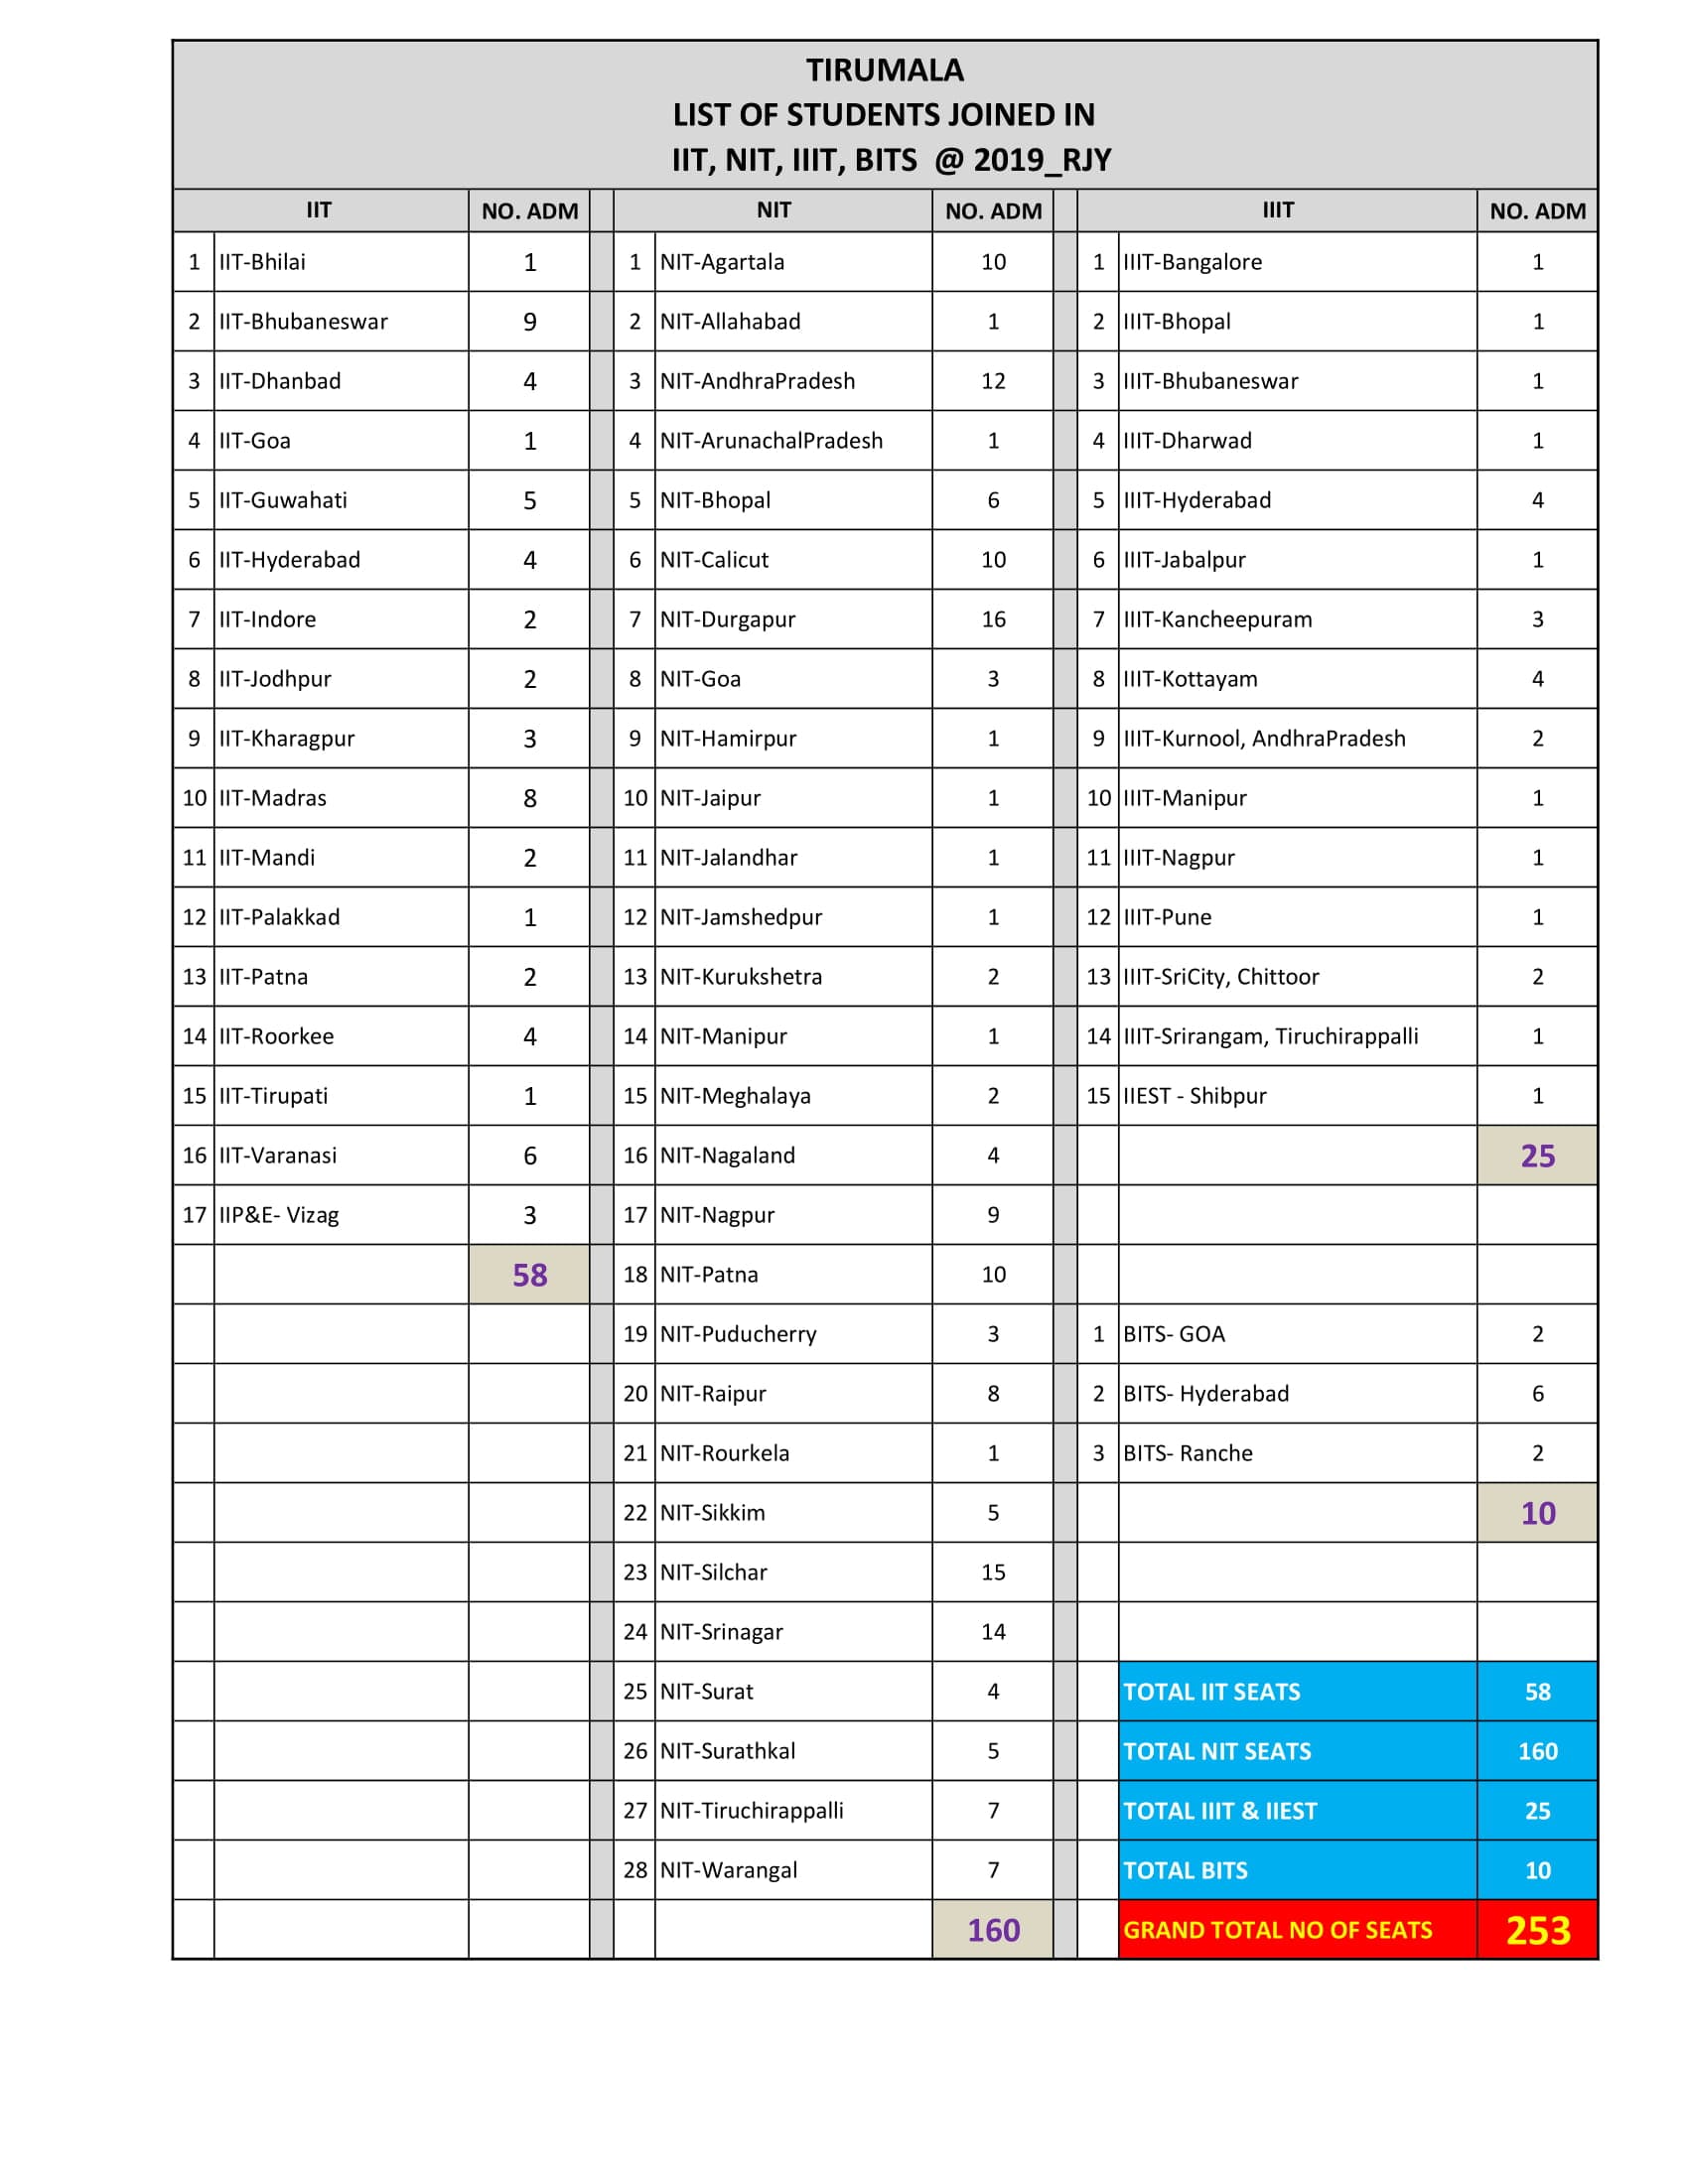 TIRUMALA
LIST OF STUDENTS JOINED IN
IIT, NIT, IIIT, BITS @ 2019_RJY
IIT NO. ADM NIT NO. ADM IIIT NO. ADM
1 IIT-Bhilai 1 1 NIT-Agartala 10 1 IIIT-Bangalore 1
2 IIT-Bhubaneswar 9 2 NIT-Allahabad 1 2 IIIT-Bhopal 1
3 IIT-Dhanbad 4 3 NIT-AndhraPradesh 12 3 IIIT-Bhubaneswar 1
4 IIT-Goa 1 4 NIT-ArunachalPradesh 1 4 IIIT-Dharwad 1
5 IIT-Guwahati 5 5 NIT-Bhopal 6 5 IIIT-Hyderabad 4
6 IIT-Hyderabad 4 6 NIT-Calicut 10 6 IIIT-Jabalpur 1
7 IIT-Indore 2 7 NIT-Durgapur 16 7 IIIT-Kancheepuram 3
8 IIT-Jodhpur 2 8 NIT-Goa 3 8 IIIT-Kottayam 4
9 IIT-Kharagpur 3 9 NIT-Hamirpur 1 9 IIIT-Kurnool, AndhraPradesh 2
10 IIT-Madras 8 10 NIT-Jaipur 1 10 IIIT-Manipur 1
11 IIT-Mandi 2 11 NIT-Jalandhar 1 11 IIIT-Nagpur 1
12 IIT-Palakkad 1 12 NIT-Jamshedpur 1 12 IIIT-Pune 1
13 IIT-Patna 2 13 NIT-Kurukshetra 2 13 IIIT-SriCity, Chittoor 2
14 IIT-Roorkee 4 14 NIT-Manipur 1 14 IIIT-Srirangam, Tiruchirappalli 1
15 IIT-Tirupati 1 15 NIT-Meghalaya 2 15 IIEST - Shibpur 1
16 IIT-Varanasi 6 16 NIT-Nagaland 4 25
17 IIP&E- Vizag 3 17 NIT-Nagpur 9
58 18 NIT-Patna 10
19 NIT-Puducherry 3 1 BITS- GOA 2
20 NIT-Raipur 8 2 BITS- Hyderabad 6
21 NIT-Rourkela 1 3 BITS- Ranche 2
22 NIT-Sikkim 5 10
23 NIT-Silchar 15
24 NIT-Srinagar 14
25 NIT-Surat 4 TOTAL IIT SEATS 58
26 NIT-Surathkal 5 TOTAL NIT SEATS 160
27 NIT-Tiruchirappalli 7 TOTAL IIIT & IIEST 25
28 NIT-Warangal 7 TOTAL BITS 10
160 GRAND TOTAL NO OF SEATS 253